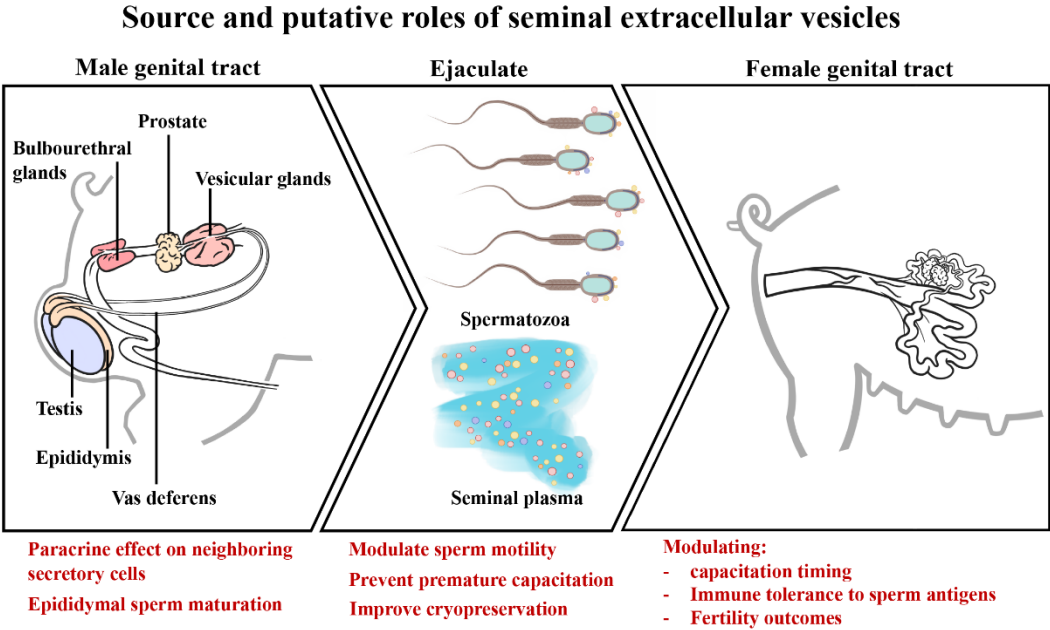 Source and putative roles of seminal extracellular vesicles
Male genital tract
Ejaculate
Female genital tract
Prostate
Bulbourethral
glands
Vesicular glands
Testis
Epididymis
Vas deferens
Spermatozoa
Seminal plasma
Paracrine effect on neighboring
secretory cells
Epididymal sperm maturation
Modulate sperm motility
Prevent premature capacitation
Improve cryopreservation
Modulating:
- capacitation timing
- Immune tolerance to sperm antigens
- Fertility outcomes